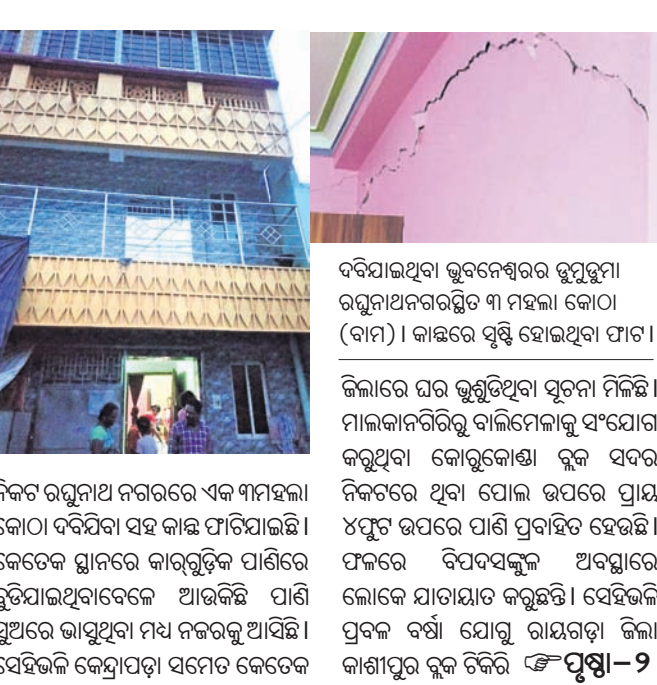 ଦବିଯାଇଥିବା ଭୁବନେଶ୍ୱରର ଡୁମୁଡୁମା
ରଘୁନାଥନଗରସ୍ଥିତ ୩ ମହଲା କୋଠା
(ବାମ) । କାନ୍ଥରେ ସୃଷ୍ଟି ହୋଇଥିବା ଫାଟ ।
ନିକଟ ରଘୁନାଥ ନଗରରେ ଏକ ୩ମହଲା
କୋଠା ଦବିଯିବା ସହ କାନ୍ଥ ଫାଟିଯାଇଛି ।
କେତେକ ସ୍ଥାନରେ କାର୍‌ଗୁଡ଼ିକ ପାଣିରେ
ବୁଡିଯାଇଥିବାବେଳେ ଆଉକିଛି ପାଣି
ସୁଅରେ ଭାସୁଥିବା ମଧ୍ୟ ନଜରକୁ ଆସିଛି ।
ସେହିଭଳି କେନ୍ଦ୍ରାପଡ଼ା ସମେତ କେତେକ
ଜିଲାରେ ଘର ଭୁଶୁଡିଥିବା ସୂଚନା ମିଳିଛି ।
ମାଲକାନଗିରିରୁ ବାଲିମେଳାକୁ ସଂଯୋଗ
କରୁଥିବା କୋରୁକୋଣ୍ଡା ବ୍ଲକ ସଦର
ନିକଟରେ ଥିବା ପୋଲ ଉପରେ ପ୍ରାୟ
୪ଫୁଟ ଉପରେ ପାଣି ପ୍ରବାହିତ ହେଉଛି ।
ଫଳରେ ବିପଦସଙ୍କୁଳ ଅବସ୍ଥାରେ
ଲୋକେ ଯାତାୟାତ କରୁଛନ୍ତି । ସେହିଭଳି
ପ୍ରବଳ ବର୍ଷା ଯୋଗୁ ରାୟଗଡ଼ା ଜିଲା
କାଶୀପୁର ବ୍ଲକ ଟିକିରି ☞ପୃଷ୍ଠା–୨